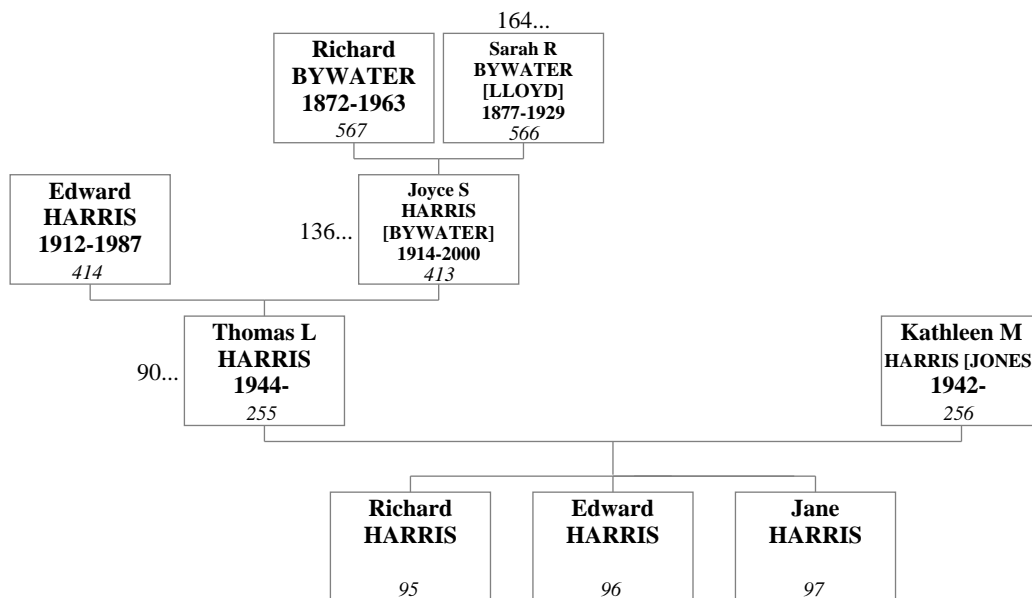 164...
Richard
BYWATER
1872-1963
567
Sarah R
BYWATER
[LLOYD]
1877-1929
566
Edward
HARRIS
1912-1987
414
136...
Joyce S
HARRIS
[BYWATER]
1914-2000
413
90...
Thomas L
HARRIS
1944-
255
Kathleen M
HARRIS [JONES
1942-
256
Richard
HARRIS
95
Edward
HARRIS
96
Jane
HARRIS
97